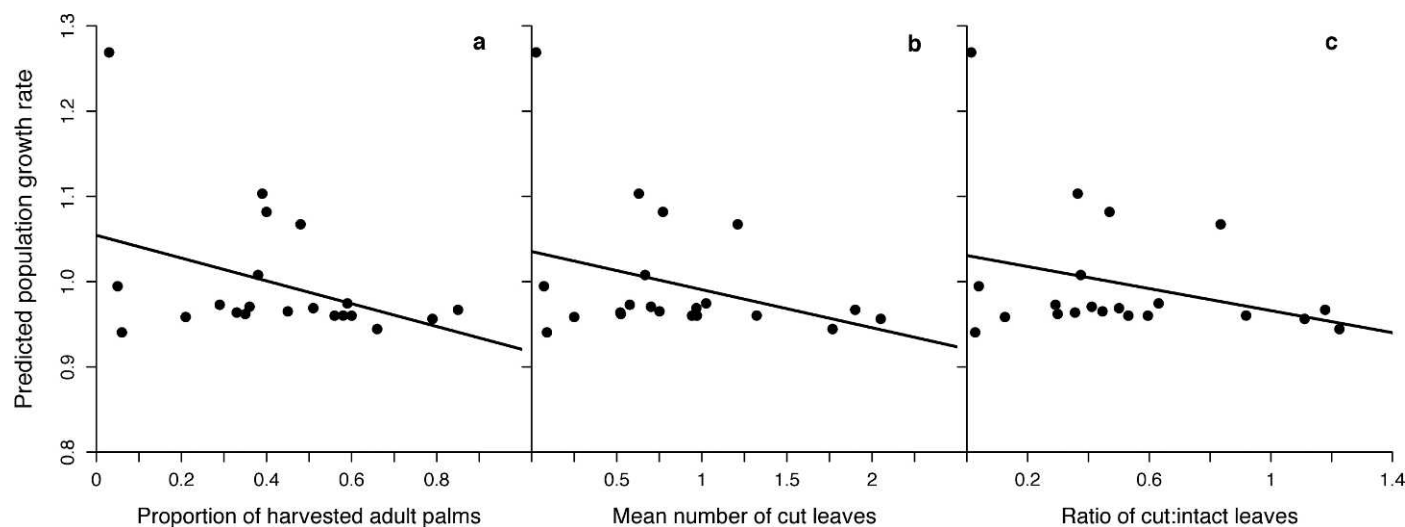 a
b
c
Predicted population growth rate
1.3
1.2
1.1
1.0
0.9
0.8
0 0.2 0.4 0.6 0.8
0.5 1 1.5 2
0.2 0.6 1 1.4
Proportion of harvested adult palms
Mean number of cut leaves
Ratio of cut:intact leaves